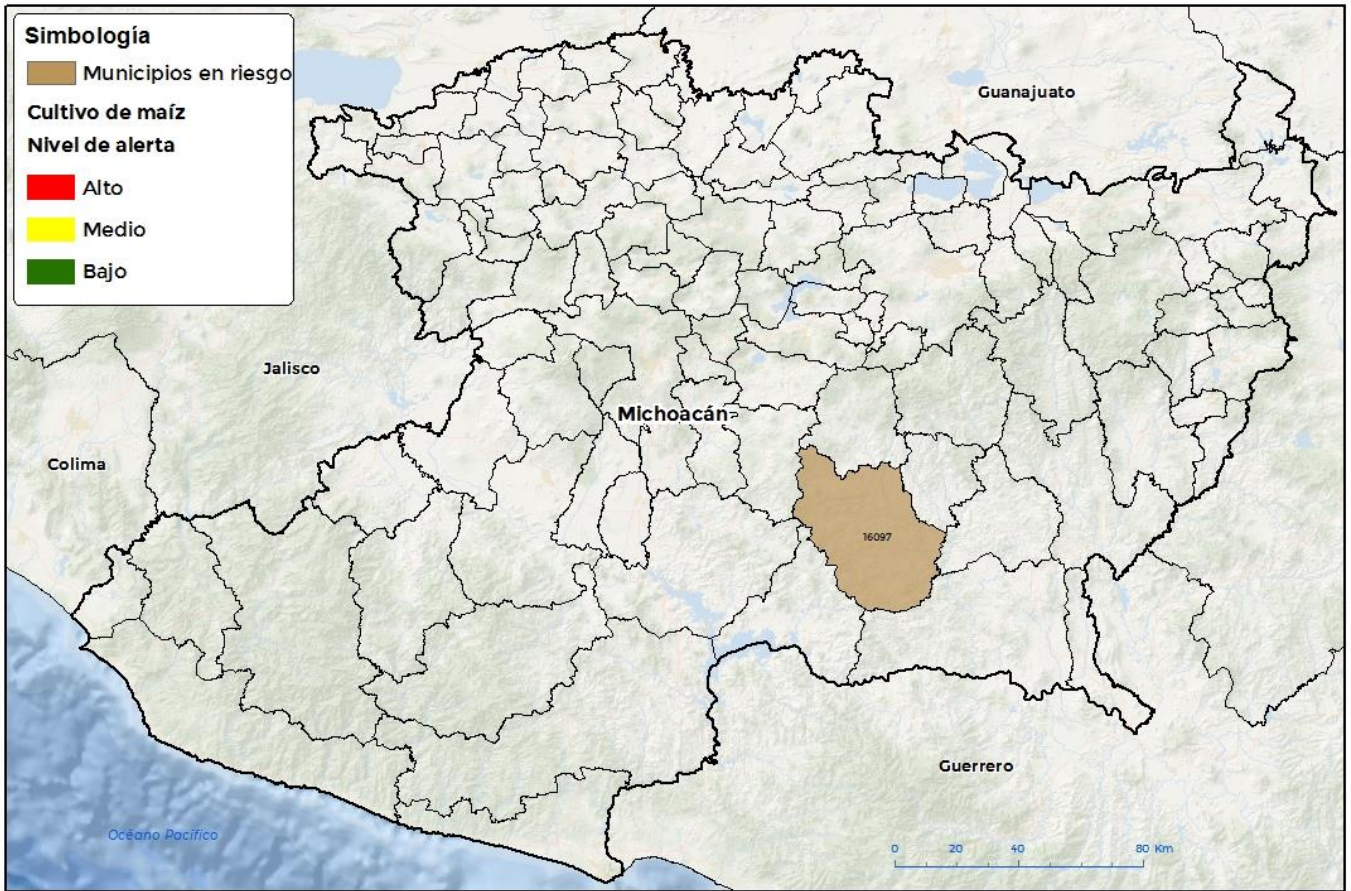 Simbología
Municipios en riesgo
Cultivo de maíz
Nivel de alerta
Alto
Medio
Bajo
Guanajuato
Jalisco
Michoacán
Colima
16097
Guerrero
Océano Pacífico
0 20 40 80 Km